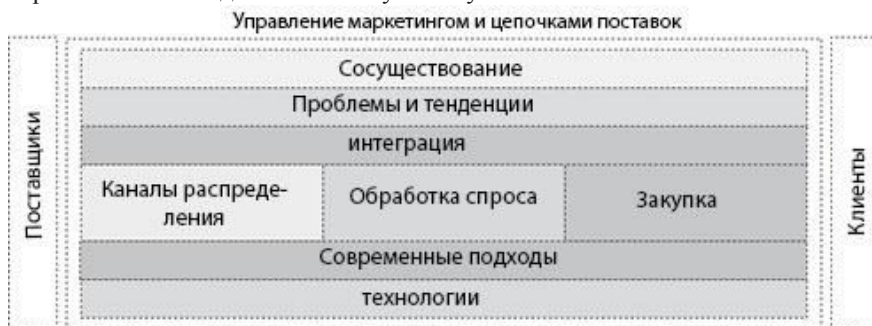 Управление маркетингом и цепочками поставок
Поставщики
Сосуществование
Проблемы и тенденции
интеграция
Каналы распреде-
ления
Обработка спроса
Закупка
Современные подходы
технологии
Клиенты